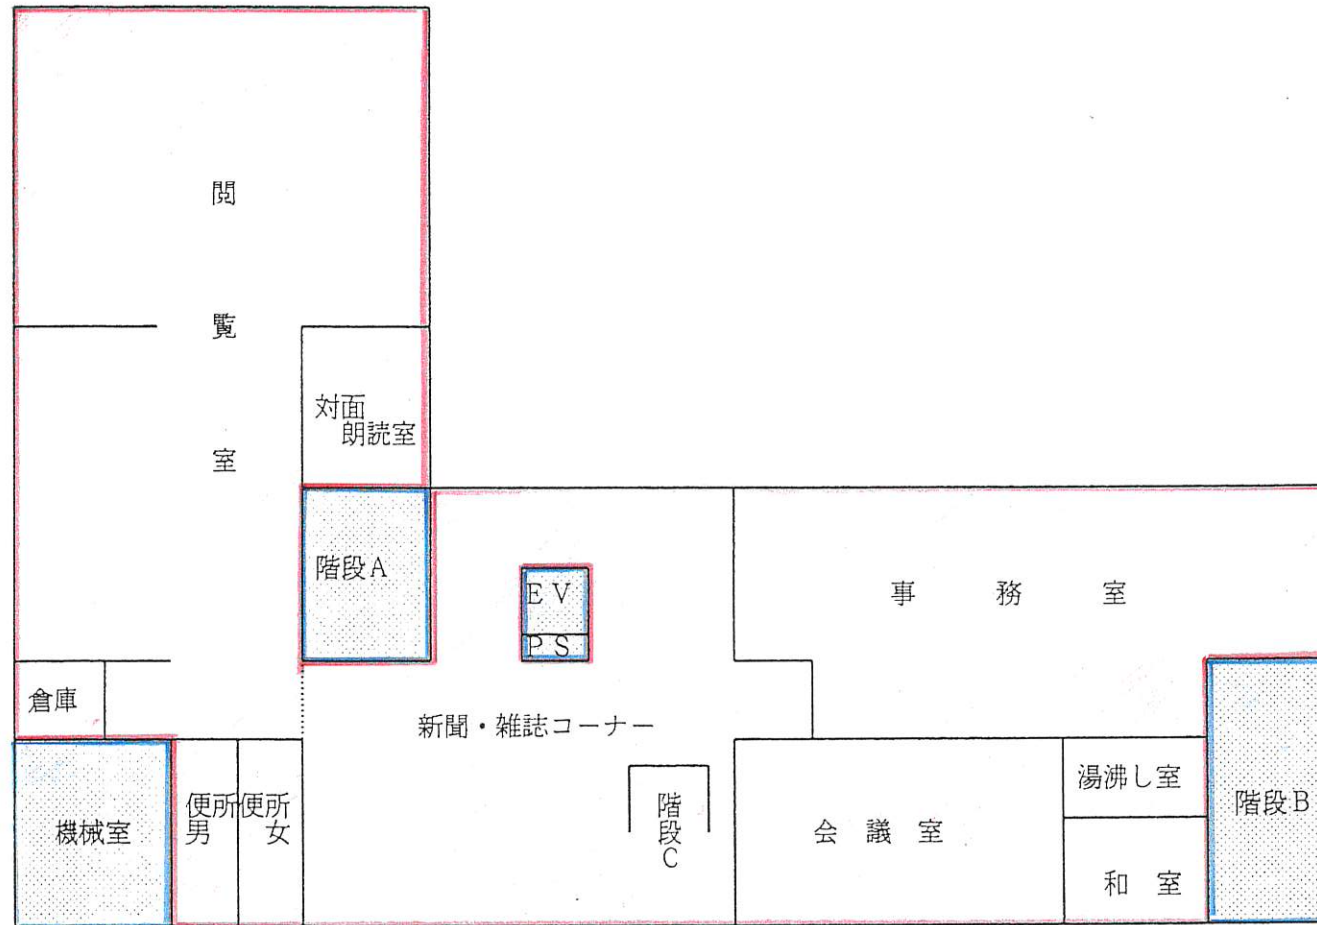 閲覧室
対面
朗読室
階段A
EV
PS
事務室
倉庫
新聞・雑誌コーナー
機械室
便所
男
便所
女
階段C
会議室
湯沸し室
和室
階段B